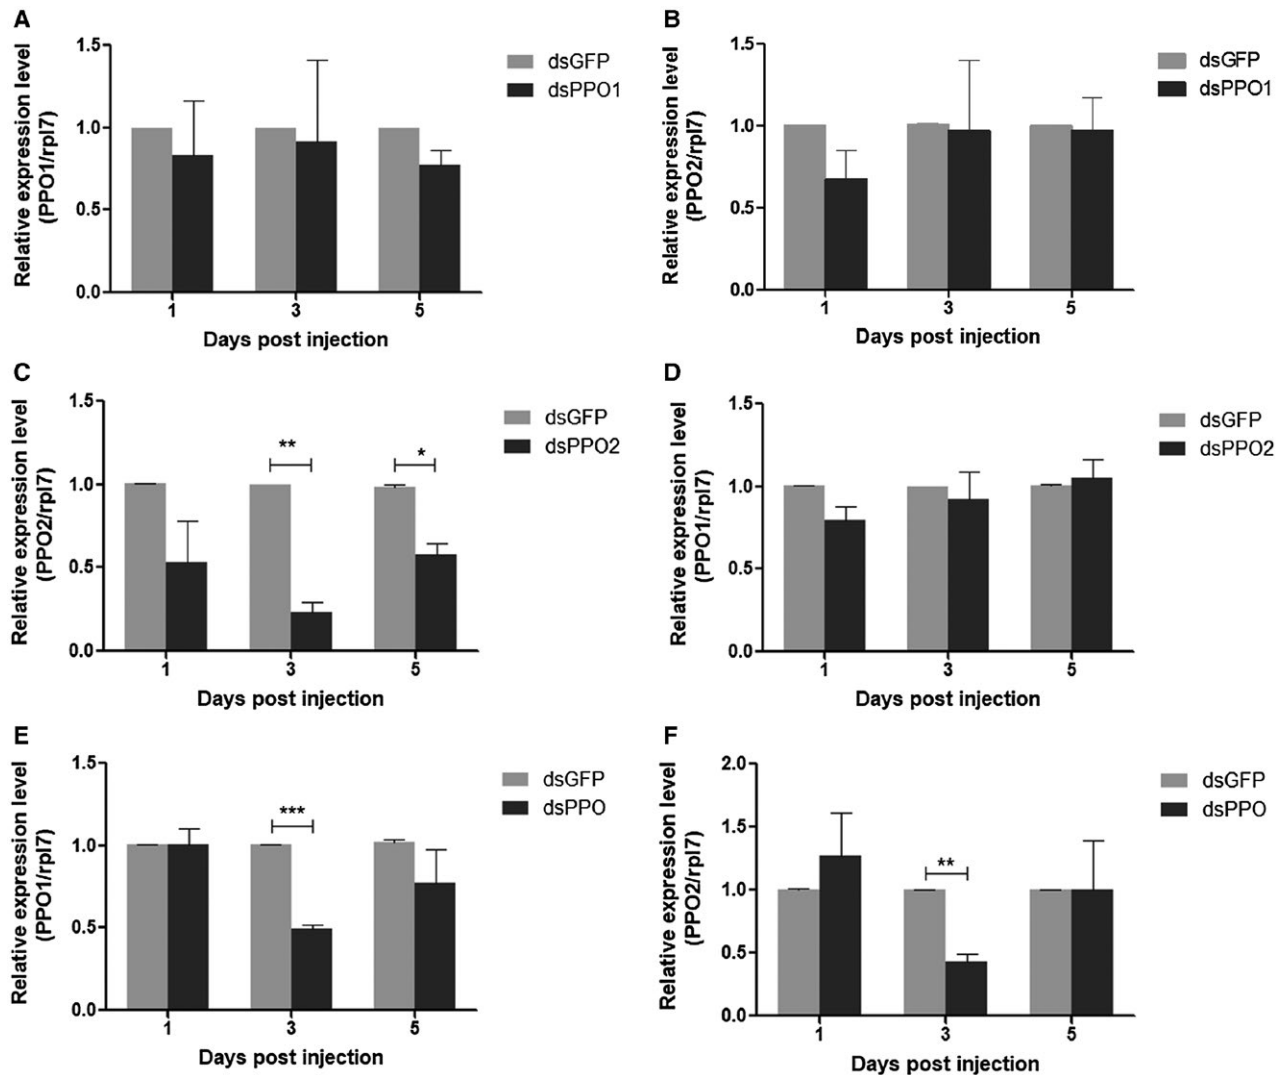 A
Relative expression level
(PPO1/rpl7)
1.5
1.0
0.5
0.0
dsGFP
dsPPO1
1 3 5
Days post injection
B
Relative expression level
(PPO2/rpl7)
1.5
1.0
0.5
0.0
dsGFP
dsPPO1
1 3 5
Days post injection
C
Relative expression level
(PPO2/rpl7)
1.5
1.0
0.5
0.0
** *
dsGFP
dsPPO2
1 3 5
Days post injection
D
Relative expression level
(PPO1/rpl7)
1.5
1.0
0.5
0.0
dsGFP
dsPPO2
1 3 5
Days post injection
E
Relative expression level
(PPO1/rpl7)
1.5
1.0
0.5
0.0
***
dsGFP
dsPPO
1 3 5
Days post injection
F
Relative expression level
(PPO2/rpl7)
2.0
1.5
1.0
0.5
0.0
**
dsGFP
dsPPO
1 3 5
Days post injection